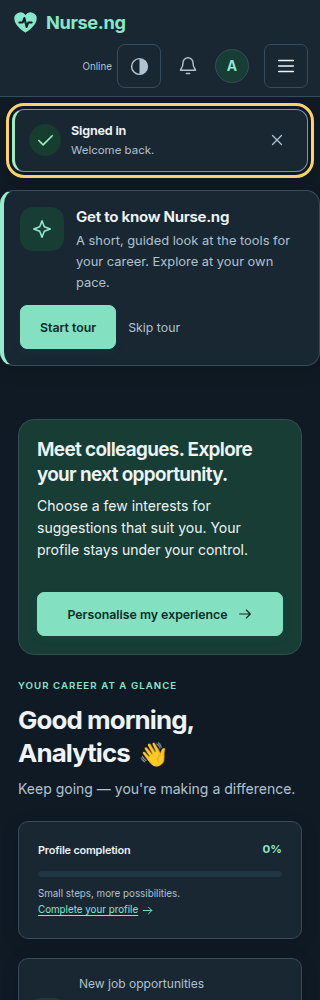 Nurse.ng
Online
A
Signed in
Welcome back.
Get to know Nurse.ng
A short, guided look at the tools for
your career. Explore at your own
pace.
Start tour
Skip tour
Meet colleagues. Explore
your next opportunity.
Choose a few interests for
suggestions that suit you. Your
profile stays under your control.
Personalise my experience →
YOUR CAREER AT A GLANCE
Good morning,
Analytics 👋
Keep going — you're making a difference.
Profile completion
0%
Small steps, more possibilities.
Complete your profile →
New job opportunities